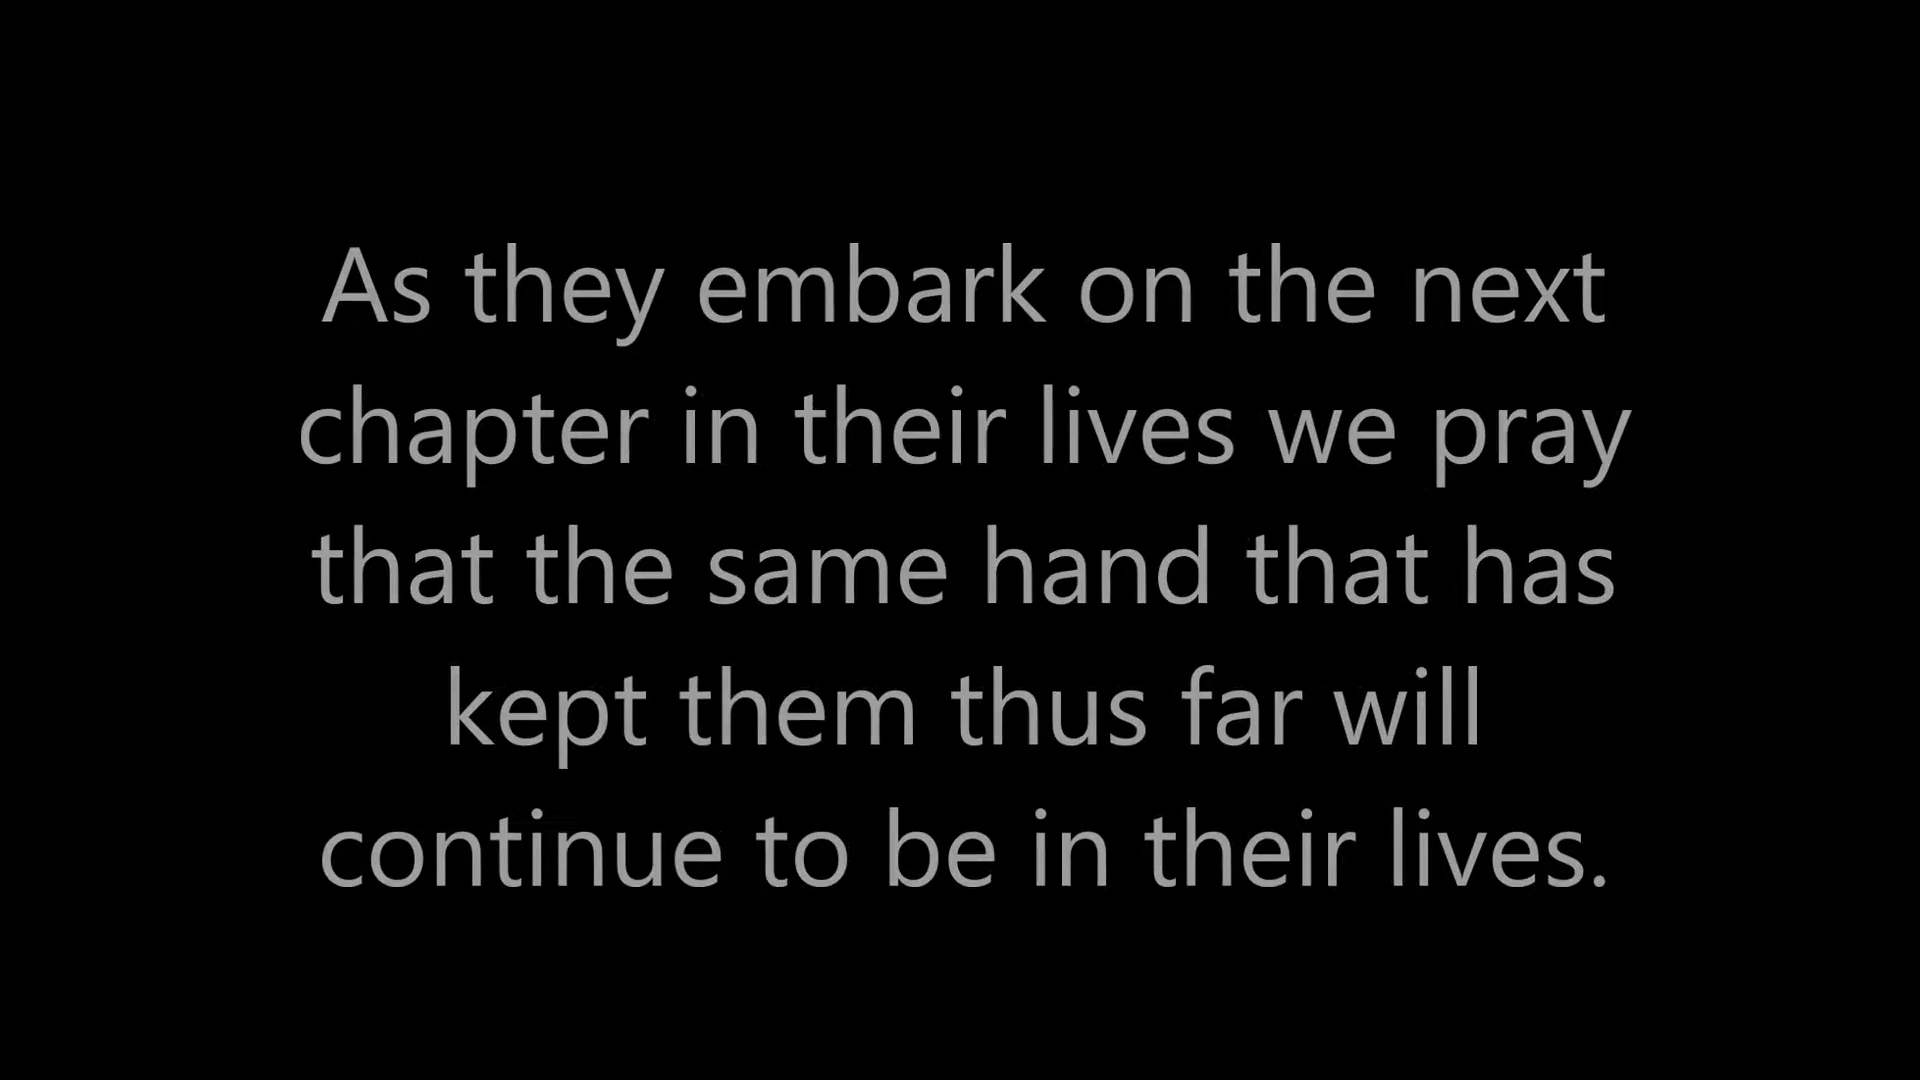 As they embark on the next
chapter in their lives we pray
that the same hand that has
kept them thus far will
continue to be in their lives.